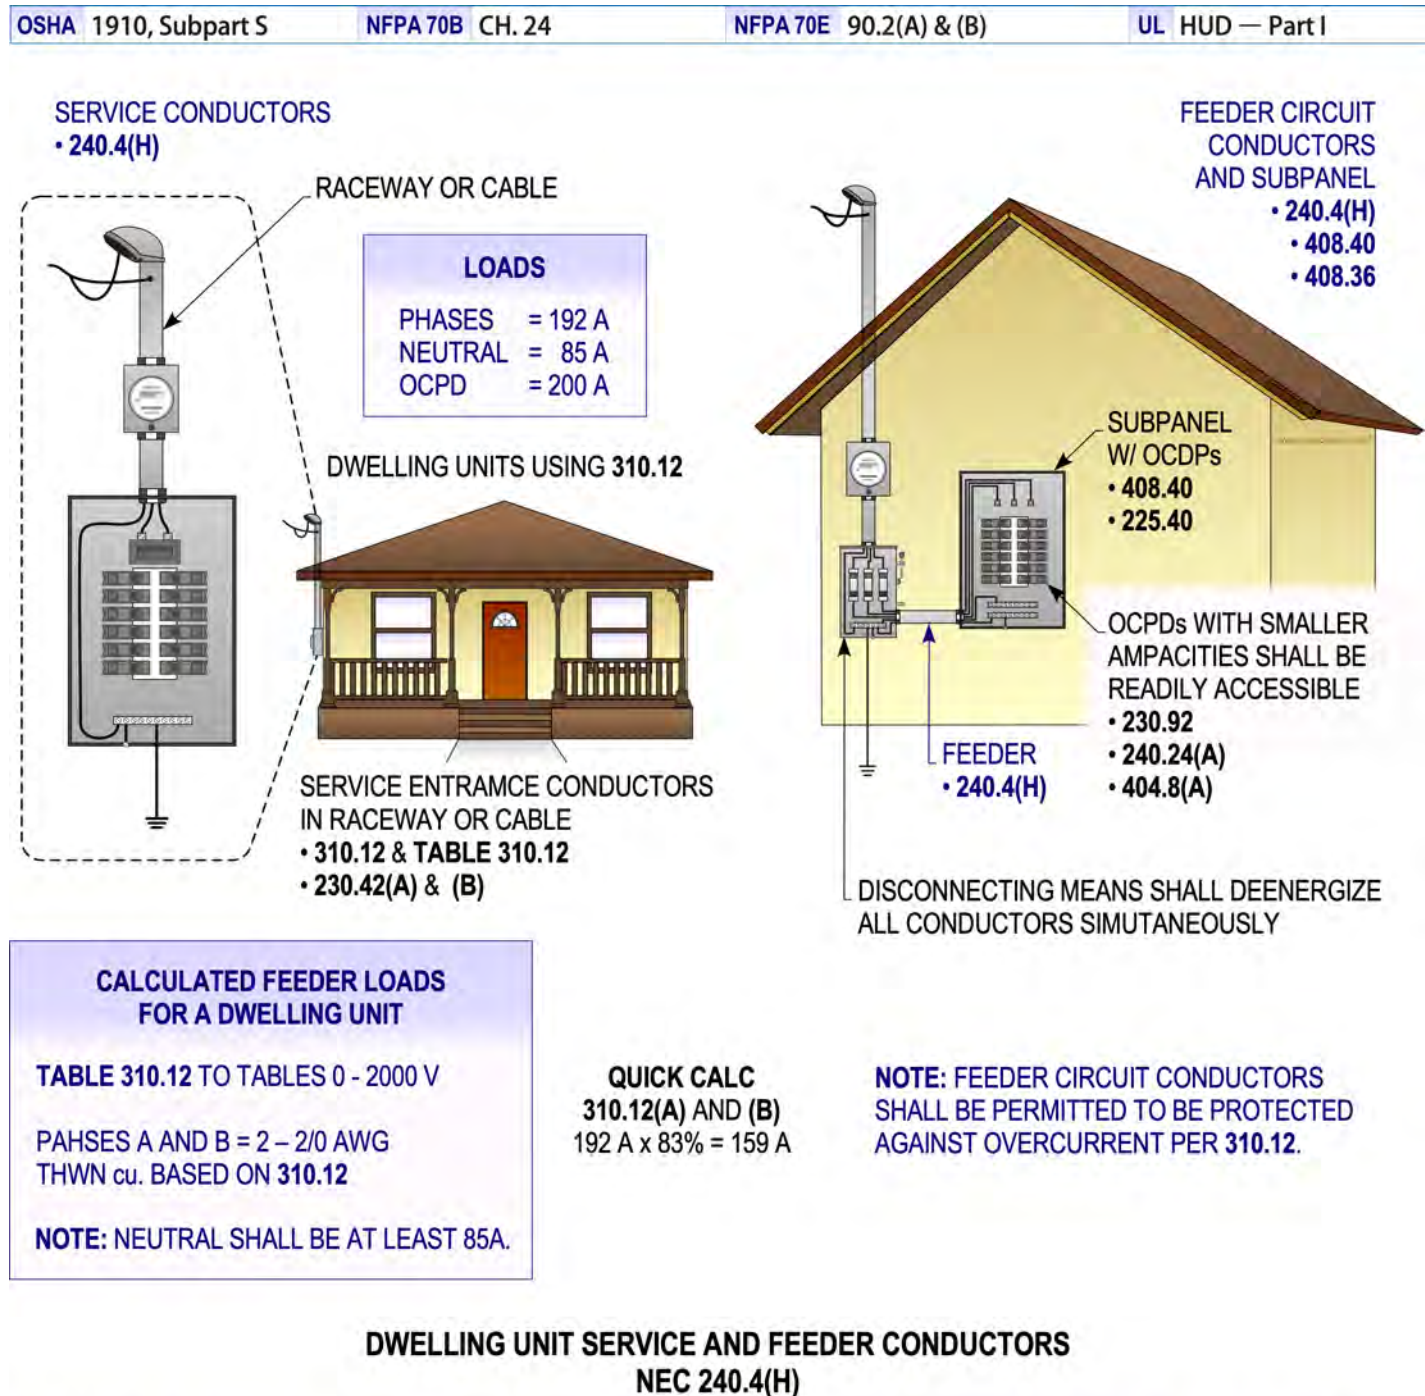 OSHA 1910, Subpart S NFPA 70B CH. 24 NFPA 70E 90.2(A) & (B) UL HUD — Part I
SERVICE CONDUCTORS
• 240.4(H)
RACEWAY OR CABLE
LOADS
PHASES = 192 A
NEUTRAL = 85 A
OCPD = 200 A
DWELLING UNITS USING 310.12
SERVICE ENTRAMCE CONDUCTORS
IN RACEWAY OR CABLE
• 310.12 & TABLE 310.12
• 230.42(A) & (B)
FEEDER CIRCUIT
CONDUCTORS
AND SUBPANEL
• 240.4(H)
• 408.40
• 408.36
SUBPANEL
W/ OCDPs
• 408.40
• 225.40
OCPDs WITH SMALLER
AMPACITIES SHALL BE
READILY ACCESSIBLE
• 230.92
• 240.24(A)
• 404.8(A)
FEEDER
• 240.4(H)
DISCONNECTING MEANS SHALL DEENERGIZE
ALL CONDUCTORS SIMUTANEOUSLY
CALCULATED FEEDER LOADS
FOR A DWELLING UNIT
TABLE 310.12 TO TABLES 0 - 2000 V
PAHSES A AND B = 2 – 2/0 AWG
THWN cu. BASED ON 310.12
NOTE: NEUTRAL SHALL BE AT LEAST 85A.
QUICK CALC
310.12(A) AND (B)
192 A x 83% = 159 A
NOTE: FEEDER CIRCUIT CONDUCTORS
SHALL BE PERMITTED TO BE PROTECTED
AGAINST OVERCURRENT PER 310.12.
DWELLING UNIT SERVICE AND FEEDER CONDUCTORS
NEC 240.4(H)